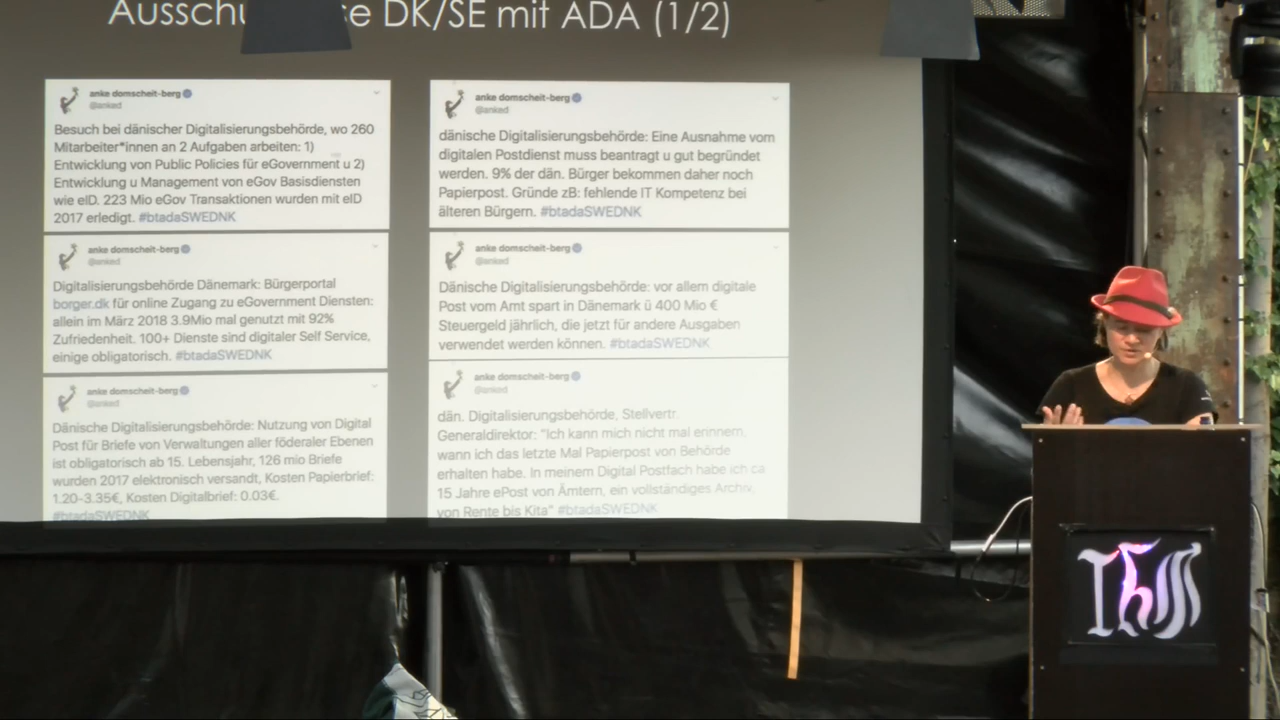 Ausschu se DK/SE mit ADA (1/2)
anke domscheit-berg
@anked
Besuch bei dänischer Digitalisierungsbehörde, wo 260
Mitarbeiter*innen an 2 Aufgaben arbeiten: 1)
Entwicklung von Public Policies für eGovernment u 2)
Entwicklung u Management von eGov Basisdiensten
wie eID. 223 Mio eGov Transaktionen wurden mit eID
2017 erledigt. #btadaSWEDNK
anke domscheit-berg
@anked
Digitalisierungsbehörde Dänemark: Bürgerportal
borger.dk für online Zugang zu eGovernment Diensten:
allein im März 2018 3.9Mio mal genutzt mit 92%
Zufriedenheit. 100+ Dienste sind digitaler Self Service,
einige obligatorisch. #btadaSWEDNK
anke domscheit-berg
@anked
Dänische Digitalisierungsbehörde: Nutzung von Digital
Post für Briefe von Verwaltungen aller föderaler Ebenen
ist obligatorisch ab 15. Lebensjahr, 126 mio Briefe
wurden 2017 elektronisch versandt, Kosten Papierbrief:
1.20-3.35€, Kosten Digitalbrief: 0.03€.
#btadaSWEDNK
anke domscheit-berg
@anked
dänische Digitalisierungsbehörde: Eine Ausnahme vom
digitalen Postdienst muss beantragt u gut begründet
werden. 9% der dän. Bürger bekommen daher noch
Papierpost. Gründe zB: fehlende IT Kompetenz bei
älteren Bürgern. #btadaSWEDNK
anke domscheit-berg
@anked
Dänische Digitalisierungsbehörde: vor allem digitale
Post vom Amt spart in Dänemark ü 400 Mio €
Steuergeld jährlich, die jetzt für andere Ausgaben
verwendet werden können. #btadaSWEDNK
anke domscheit-berg
@anked
dän. Digitalisierungsbehörde, Stellvertr.
Generaldirektor: "Ich kann mich nicht mal erinnern,
wann ich das letzte Mal Papierpost von Behörde
erhalten habe. In meinem Digital Postfach habe ich ca
15 Jahre ePost von Ämtern, ein vollständiges Archiv,
von Rente bis Kita" #btadaSWEDNK